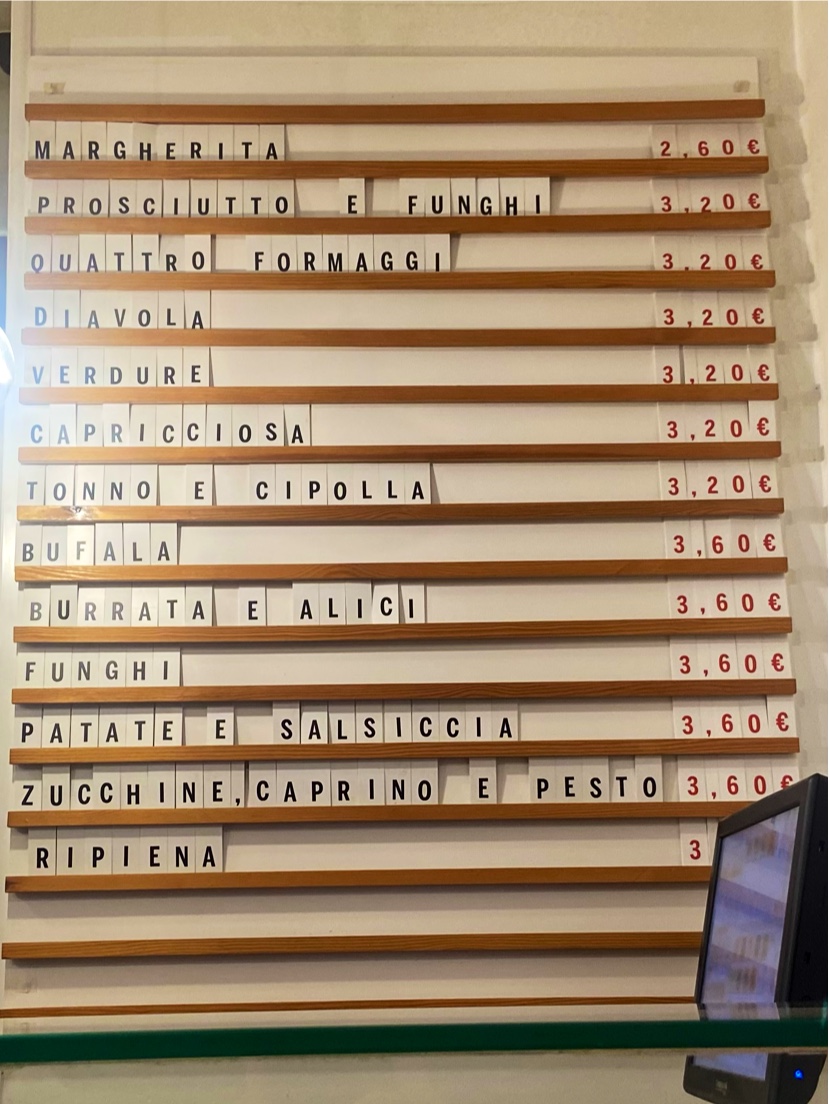 MARGHERITA 2,60€
PROSCIUTTO E FUNGHI 3,20€
QUATTRO FORMAGGI 3.20€
DIAVOLA 3,20€
VERDURE 3,20€
CAPRICCIOSA 3,20€
TONNO E CIPOLLA 3,20€
BUFALA 3,60€
BURRATA E ALICI 3,60€
FUNGHI 3,60€
PATATE E SALSICCIA 3,60€
ZUCCHINE,CAPRINO E PESTO 3,60€
RIPIENA 3